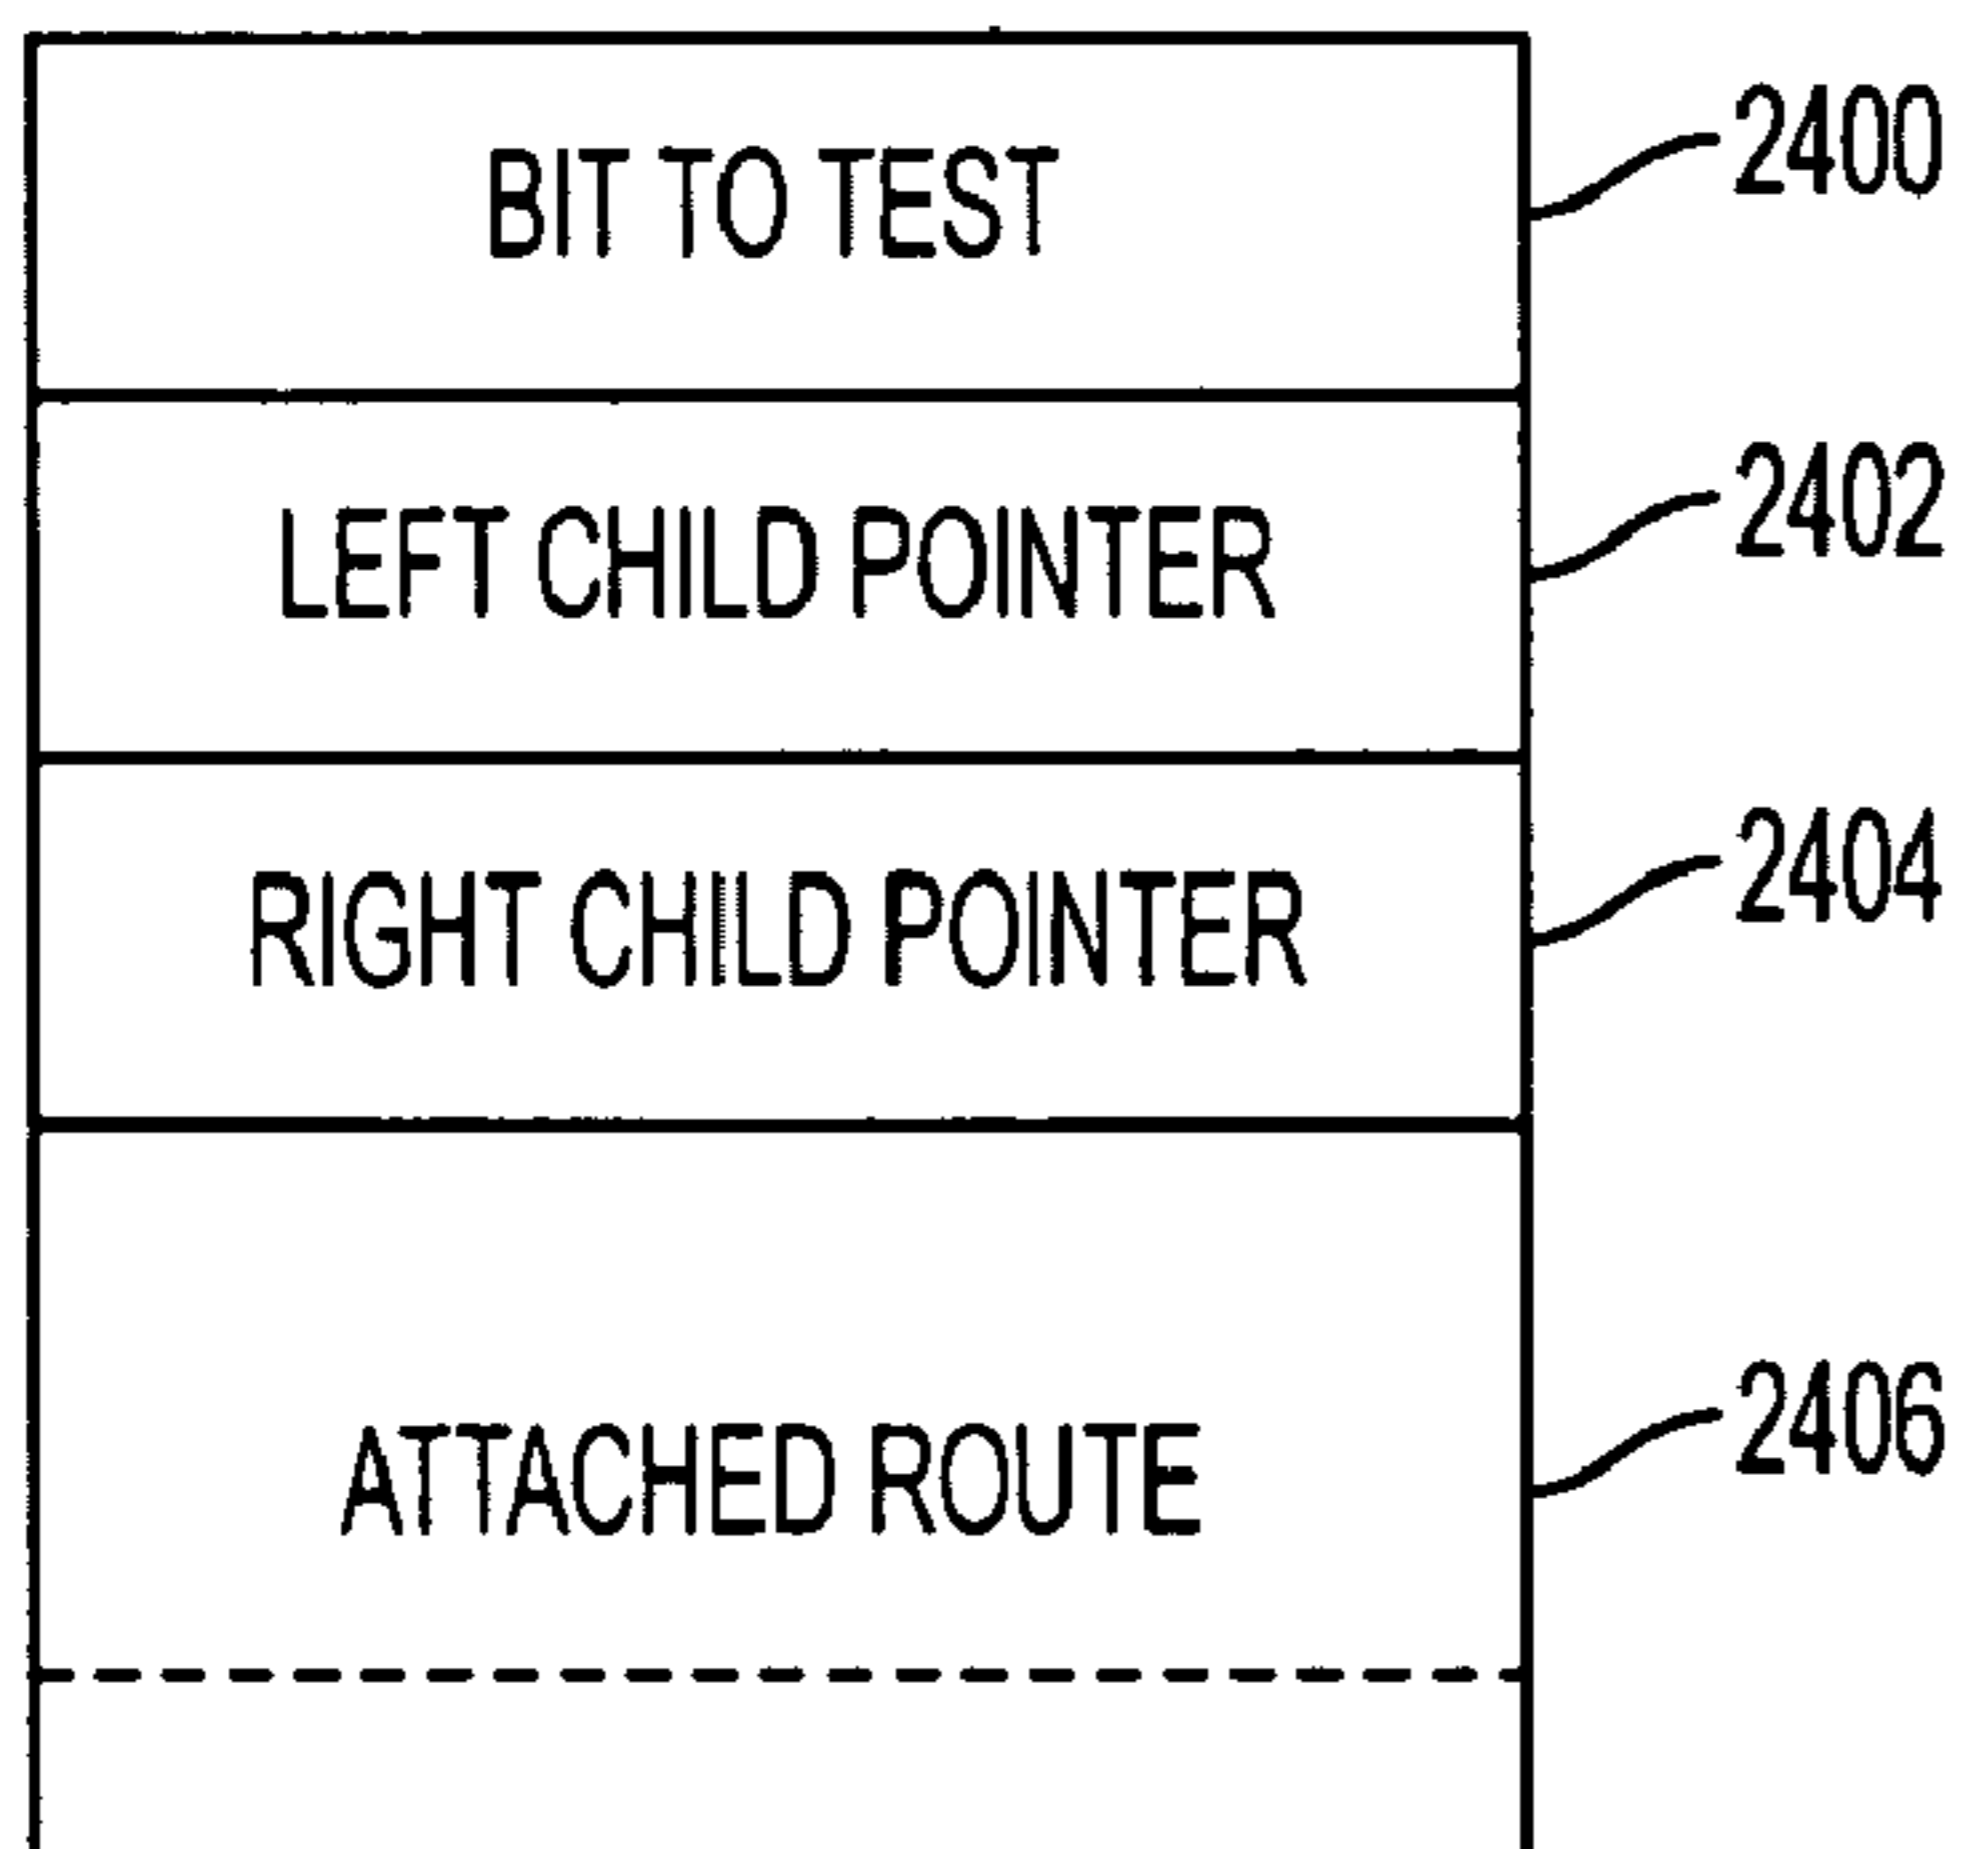 BIT TO TEST 2400
LEFT CHILD POINTER 2402
RIGHT CHILD POINTER 2404
ATTACHED ROUTE 2406